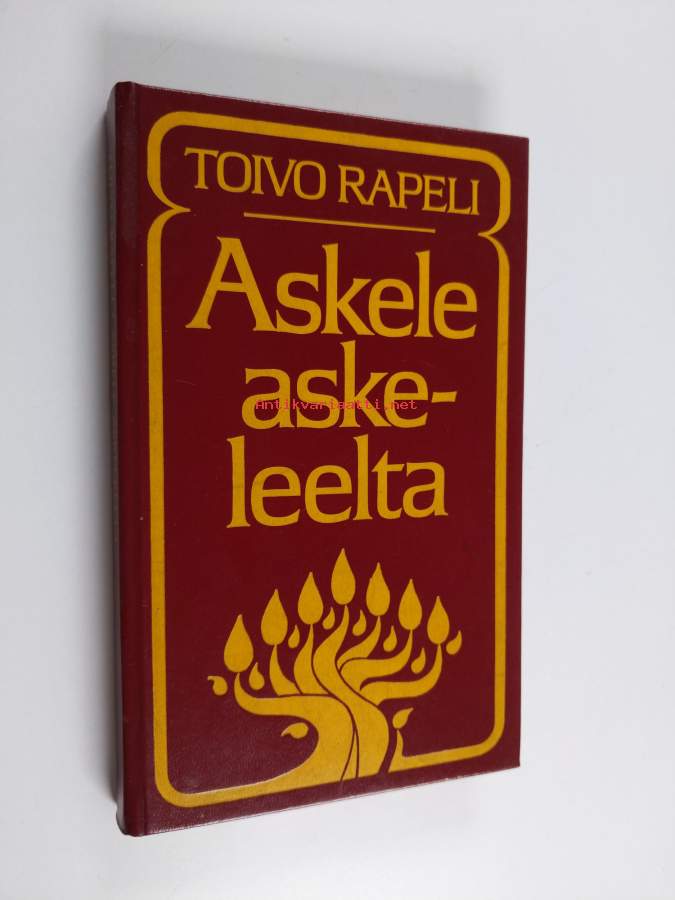 TOIVO RAPELI
Askele
aske-
Antikvariaatti.net
leelta